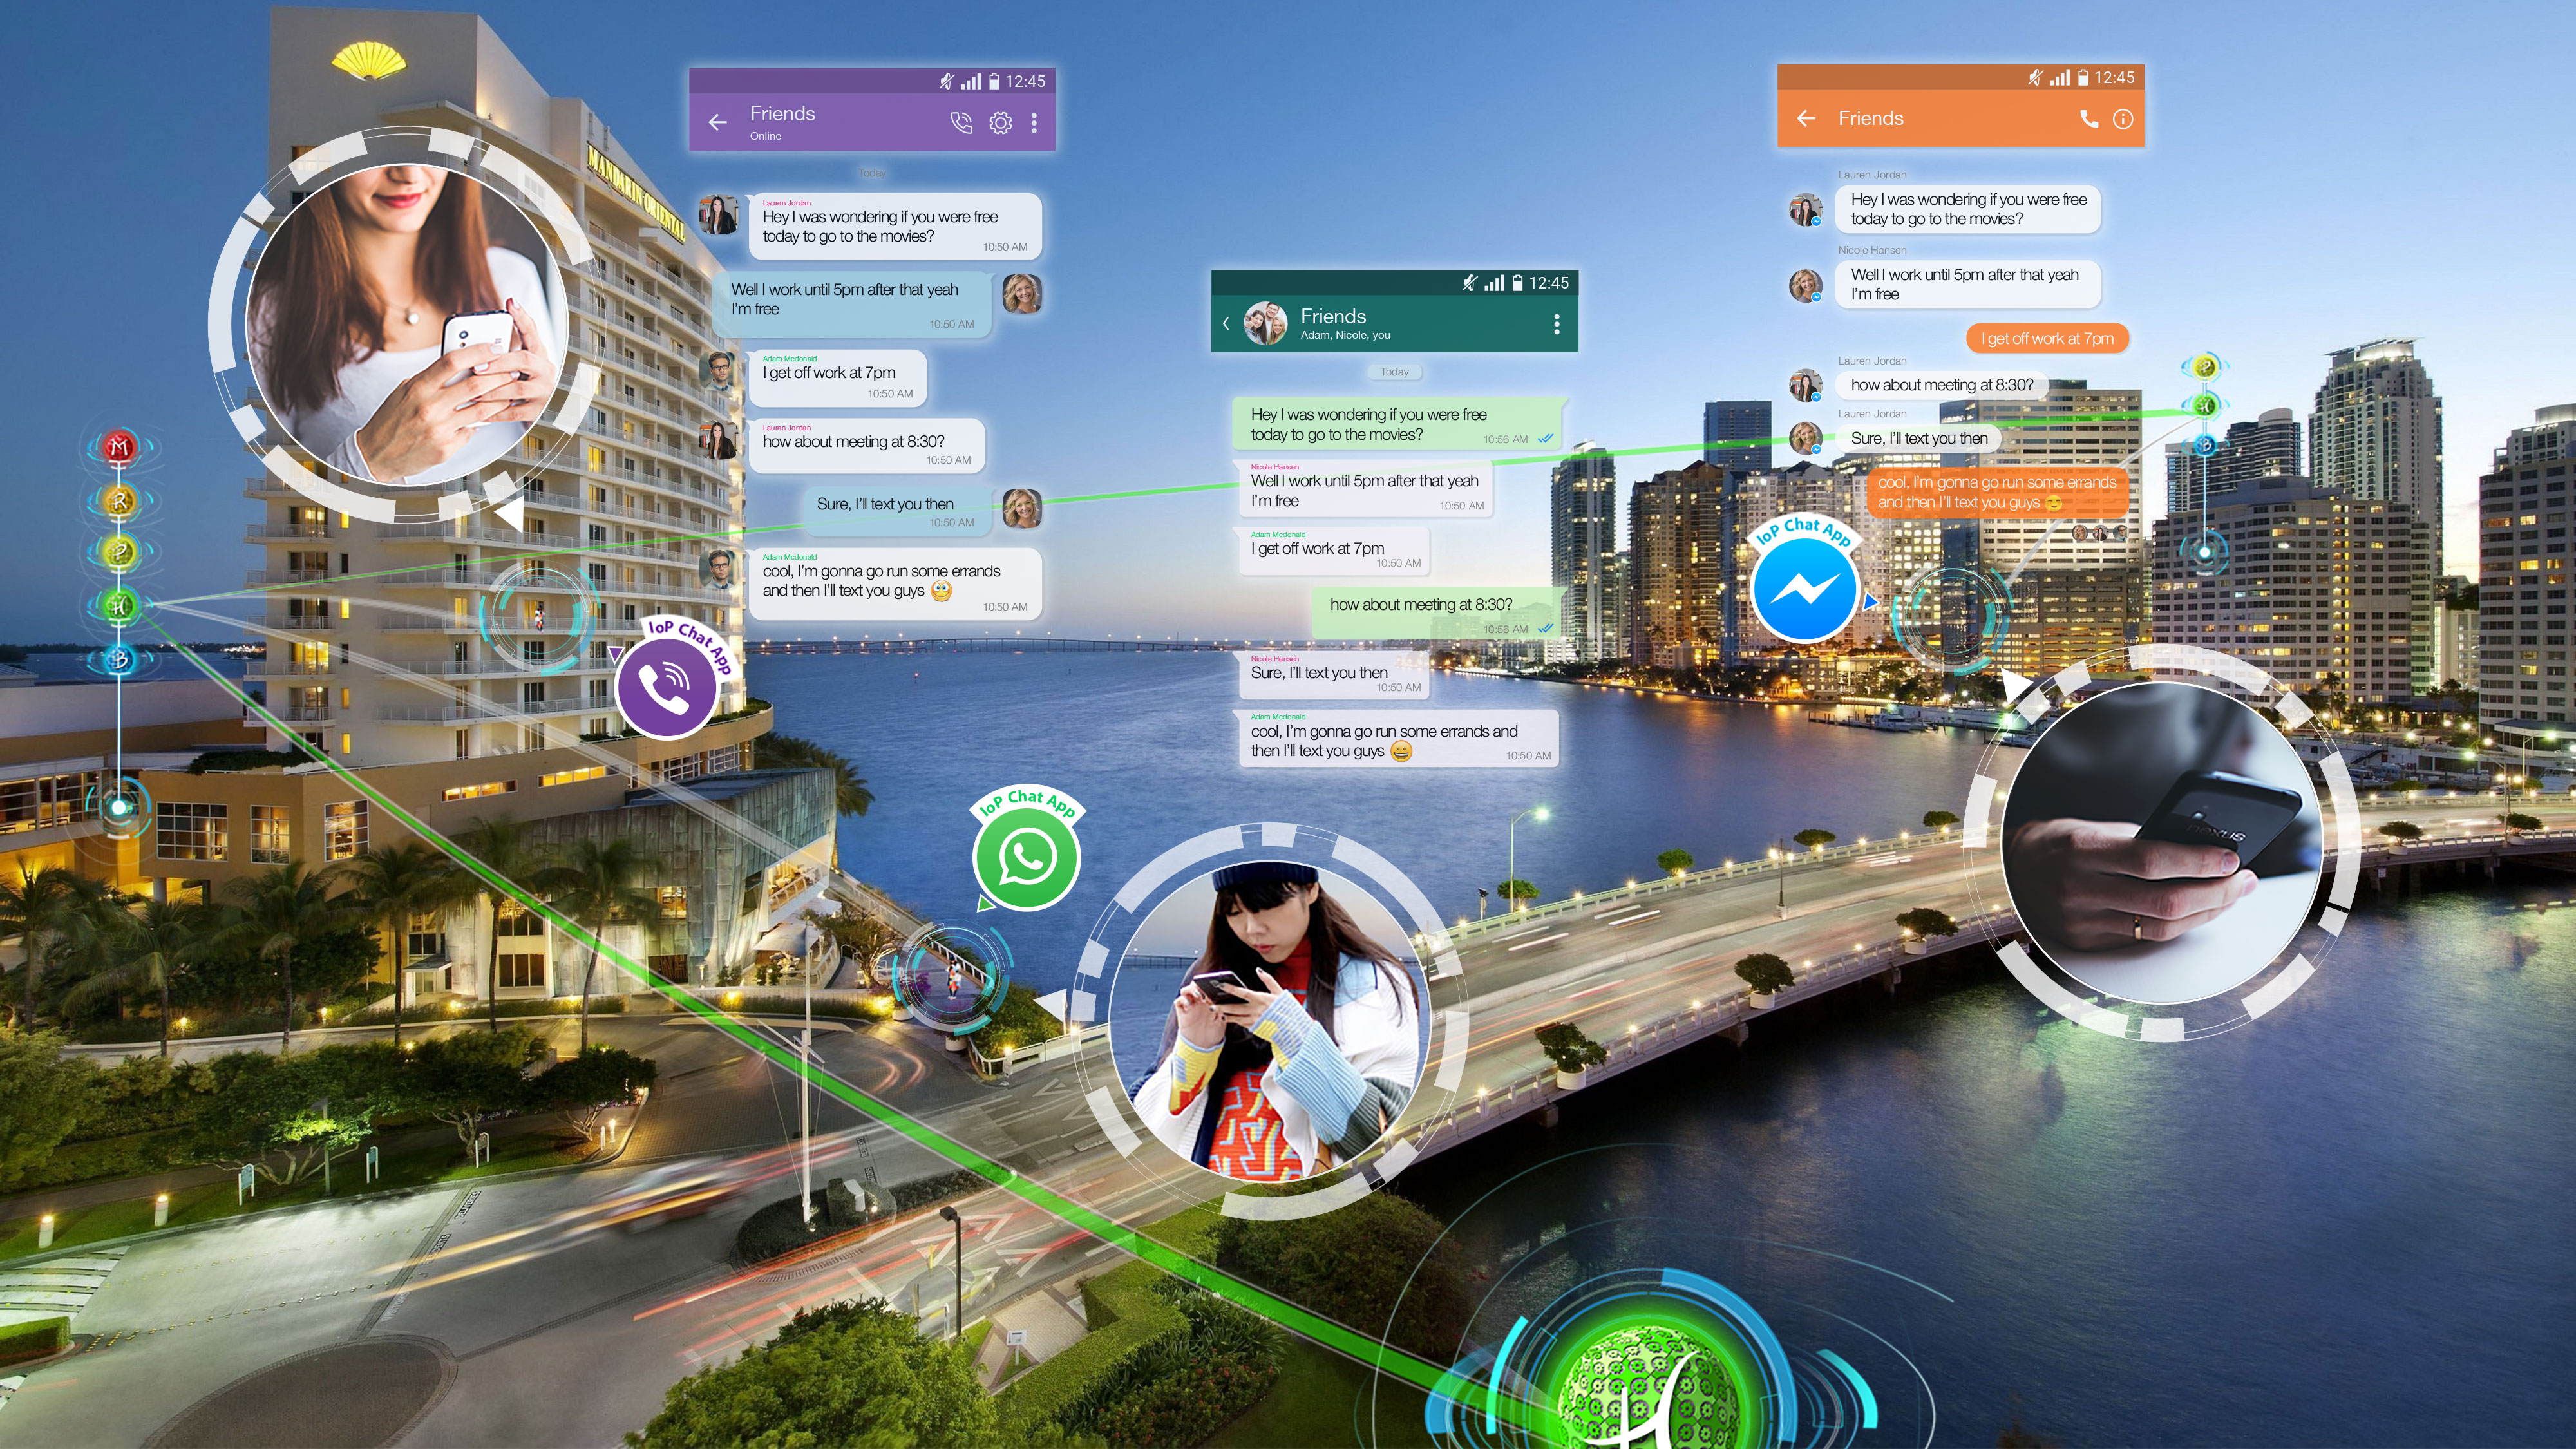 MANDARIN ORIENTAL
12:45
Friends
Online
Today
Lauren Jordan
Hey I was wondering if you were free
today to go to the movies?
10:50 AM
Well I work until 5pm after that yeah
I'm free
10:50 AM
Adam Mcdonald
I get off work at 7pm
10:50 AM
Lauren Jordan
how about meeting at 8:30?
10:50 AM
Sure, I'll text you then
10:50 AM
Adam Mcdonald
cool, I'm gonna go run some errands
and then I'll text you guys
10:50 AM
IoP Chat App
12:45
Friends
Adam, Nicole, you
Today
Hey I was wondering if you were free
today to go to the movies?
10:56 AM
Nicole Hansen
Well I work until 5pm after that yeah
I'm free
10:50 AM
Adam Mcdonald
I get off work at 7pm
10:50 AM
how about meeting at 8:30?
10:56 AM
Nicole Hansen
Sure, I'll text you then
10:50 AM
Adam Mcdonald
cool, I'm gonna go run some errands and
then I'll text you guys
10:50 AM
IoP Chat App
12:45
Friends
Lauren Jordan
Hey I was wondering if you were free
today to go to the movies?
Nicole Hansen
Well I work until 5pm after that yeah
I'm free
I get off work at 7pm
Lauren Jordan
how about meeting at 8:30?
Lauren Jordan
Sure, I'll text you then
cool, I'm gonna go run some errands
and then I'll text you guys
IoP Chat App
M
R
?
H
B
?
H
B
nexus
H